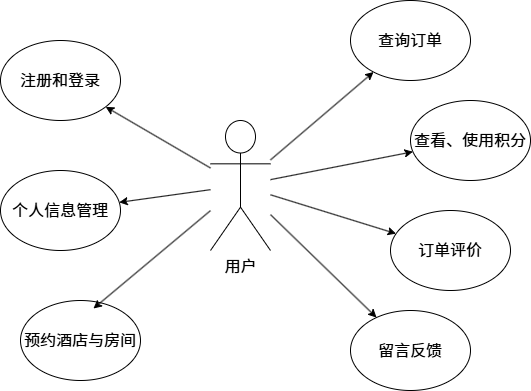 查询订单
注册和登录
查看、使用积分
个人信息管理
订单评价
用户
预约酒店与房间
留言反馈